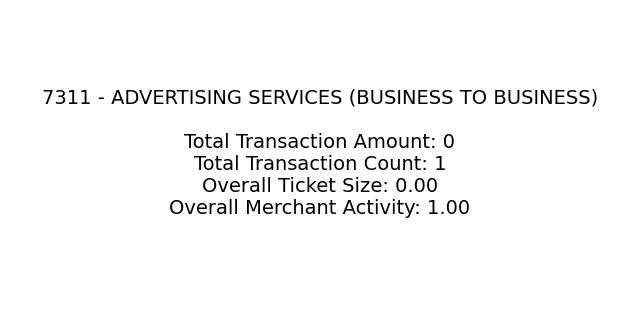 7311 - ADVERTISING SERVICES (BUSINESS TO BUSINESS)
Total Transaction Amount: 0
Total Transaction Count: 1
Overall Ticket Size: 0.00
Overall Merchant Activity: 1.00